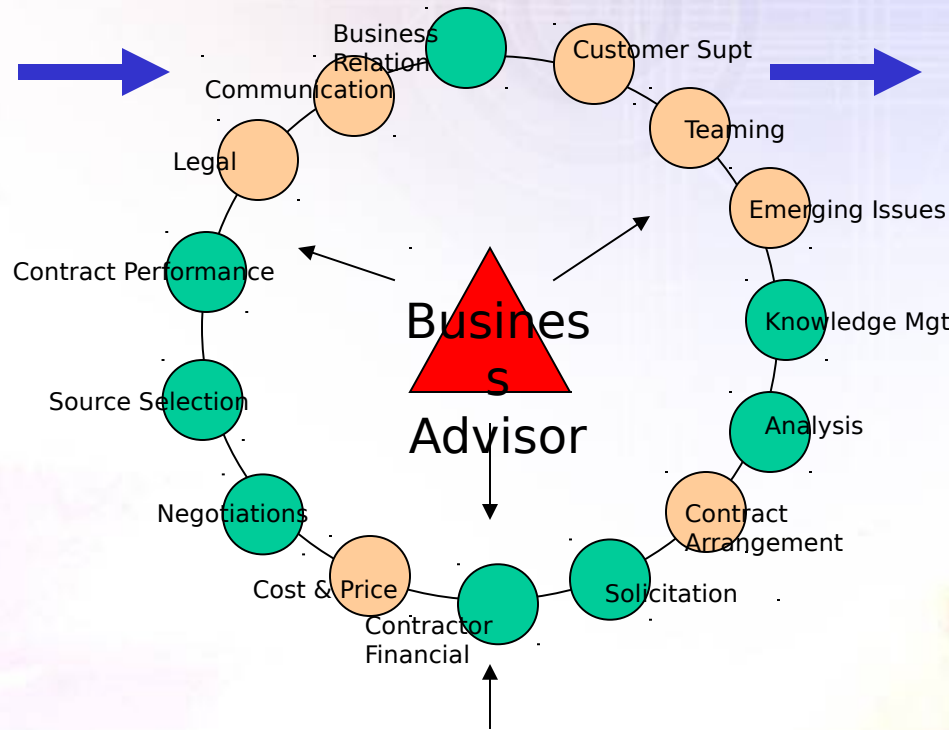 Business
Relation
Customer Supt
Communication
Teaming
Legal
Emerging Issues
Contract Performance
Knowledge Mgt
Busines
s
Advisor
Source Selection
Analysis
Negotiations
Contract
Arrangement
Cost & Price
Solicitation
Contractor
Financial